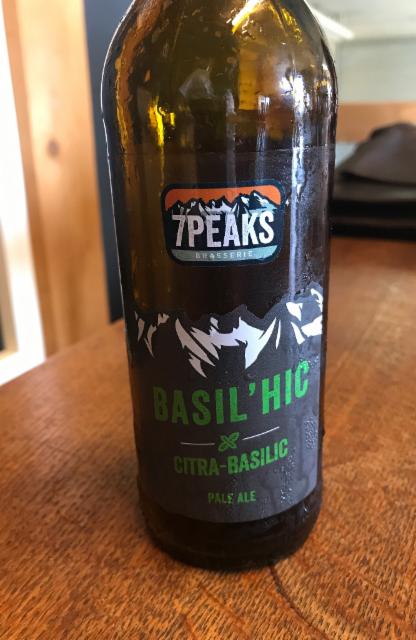 7PEAKS
BRASSERIE
BASIL'HIC
CITRA-BASILIC
PALE ALE